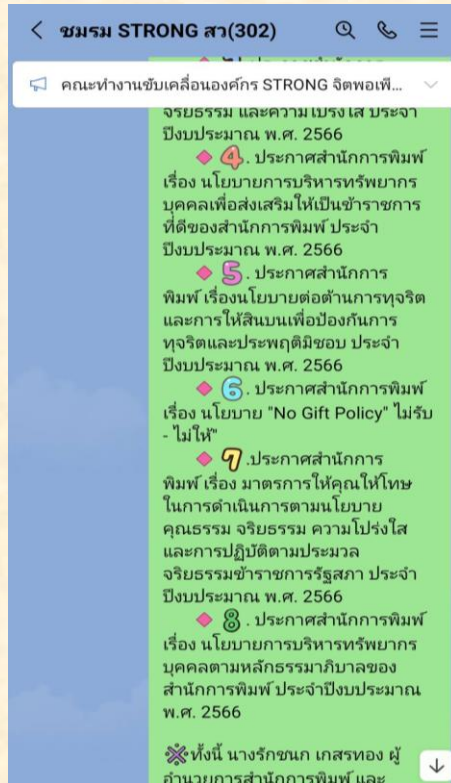 ชมรม STRONG สว(302)
คณะทำงานขับเคลื่อนองค์กร STRONG จิตพอเพี...
จริยธรรม และความโปร่งใส ประจำ
ปีงบประมาณ พ.ศ. 2566
4. ประกาศสำนักการพิมพ์
เรื่อง นโยบายการบริหารทรัพยากร
บุคคลเพื่อส่งเสริมให้เป็นข้าราชการ
ที่ดีของสำนักการพิมพ์ ประจำ
ปีงบประมาณ พ.ศ. 2566
5. ประกาศสำนักการ
พิมพ์ เรื่องนโยบายต่อต้านการทุจริต
และการให้สินบนเพื่อป้องกันการ
ทุจริตและประพฤติมิชอบ ประจำ
ปีงบประมาณ พ.ศ. 2566
6. ประกาศสำนักการพิมพ์
เรื่อง นโยบาย "No Gift Policy" ไม่รับ
- ไม่ให้"
7.ประกาศสำนักการ
พิมพ์ เรื่อง มาตรการให้คุณให้โทษ
ในการดำเนินการตามนโยบาย
คุณธรรม จริยธรรม ความโปร่งใส
และการปฏิบัติตามประมวล
จริยธรรมข้าราชการรัฐสภา ประจำ
ปีงบประมาณ พ.ศ. 2566
8 . ประกาศสำนักการพิมพ์
เรื่อง นโยบายการบริหารทรัพยากร
บุคคลตามหลักธรรมาภิบาลของ
สำนักการพิมพ์ ประจำปีงบประมาณ
พ.ศ. 2566
※ทั้งนี้ นางรักชนก เกสรทอง ผู้
อำนวยการสำนักการพิมพ์ และ